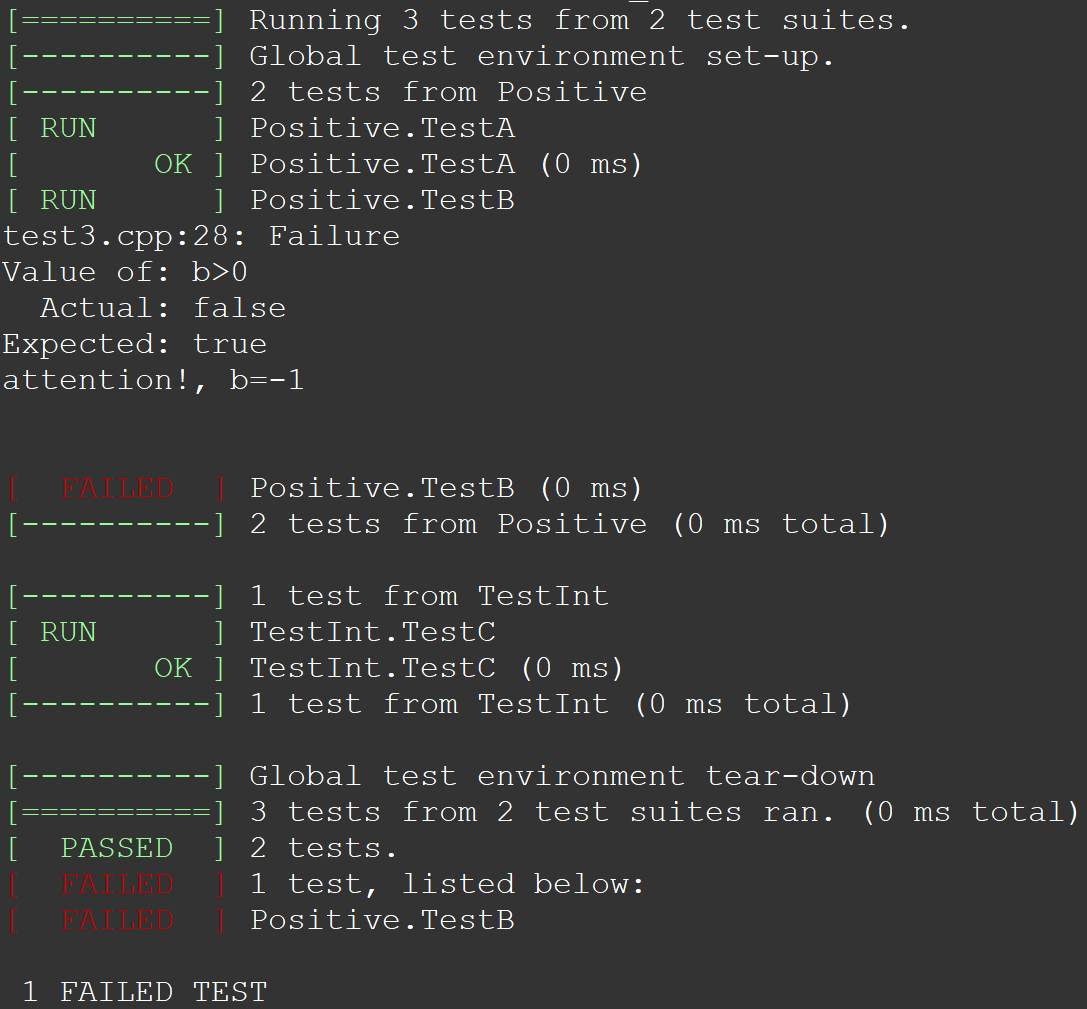 [==========] Running 3 tests from 2 test suites.
[----------] Global test environment set-up.
[----------] 2 tests from Positive
[ RUN      ] Positive.TestA
[       OK ] Positive.TestA (0 ms)
[ RUN      ] Positive.TestB
test3.cpp:28: Failure
Value of: b>0
  Actual: false
Expected: true
attention!, b=-1
[  FAILED  ] Positive.TestB (0 ms)
[----------] 2 tests from Positive (0 ms total)
[----------] 1 test from TestInt
[ RUN      ] TestInt.TestC
[       OK ] TestInt.TestC (0 ms)
[----------] 1 test from TestInt (0 ms total)
[----------] Global test environment tear-down
[==========] 3 tests from 2 test suites ran. (0 ms total)
[  PASSED  ] 2 tests.
[  FAILED  ] 1 test, listed below:
[  FAILED  ] Positive.TestB
 1 FAILED TEST